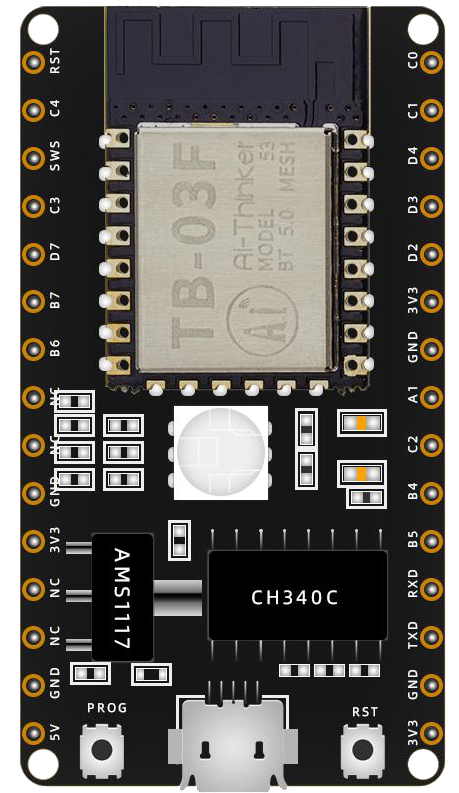 RST
C4
SWS
C3
D7
B7
B6
NC
NC
GND
3V3
NC
NC
GND
5V
TB-03F
Ai-Thinker
MODEL 53
BT 5.0 MESH
Ai
AMS1117
CH340C
PROG
RST
C0
C1
D4
D3
D2
3V3
GND
A1
C2
B4
B5
RXD
TXD
GND
3V3